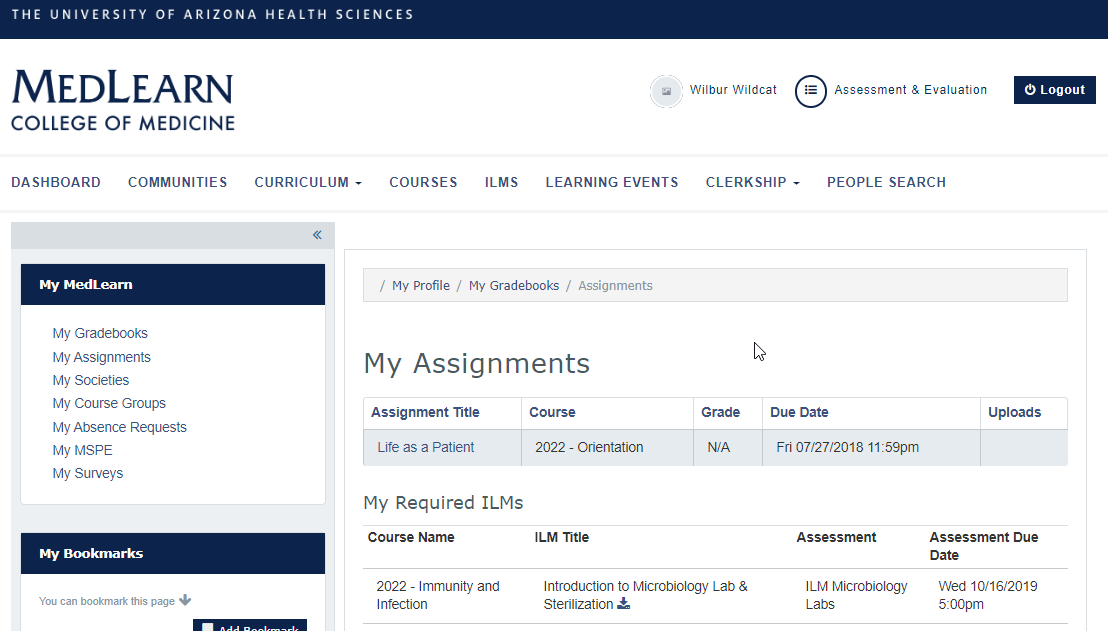 THE UNIVERSITY OF ARIZONA HEALTH SCIENCES
MEDLEARN
COLLEGE OF MEDICINE
Wilbur Wildcat
Assessment & Evaluation
Logout
DASHBOARD COMMUNITIES CURRICULUM COURSES ILMS LEARNING EVENTS CLERKSHIP PEOPLE SEARCH
«
My MedLearn
My Gradebooks
My Assignments
My Societies
My Course Groups
My Absence Requests
My MSPE
My Surveys
My Bookmarks
You can bookmark this page
Add Bookmark
/ My Profile / My Gradebooks / Assignments
My Assignments
Assignment Title Course Grade Due Date Uploads
Life as a Patient 2022 - Orientation N/A Fri 07/27/2018 11:59pm
My Required ILMs
Course Name ILM Title Assessment Assessment Due
Date
2022 - Immunity and Introduction to Microbiology Lab & ILM Microbiology Wed 10/16/2019
Infection Sterilization Labs 5:00pm